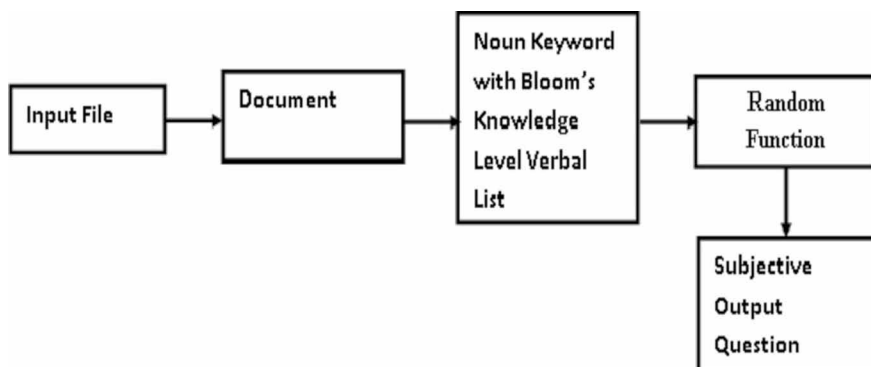 Input File
Document
Noun Keyword
with Bloom's
Knowledge
Level Verbal
List
Random
Function
Subjective
Output
Question